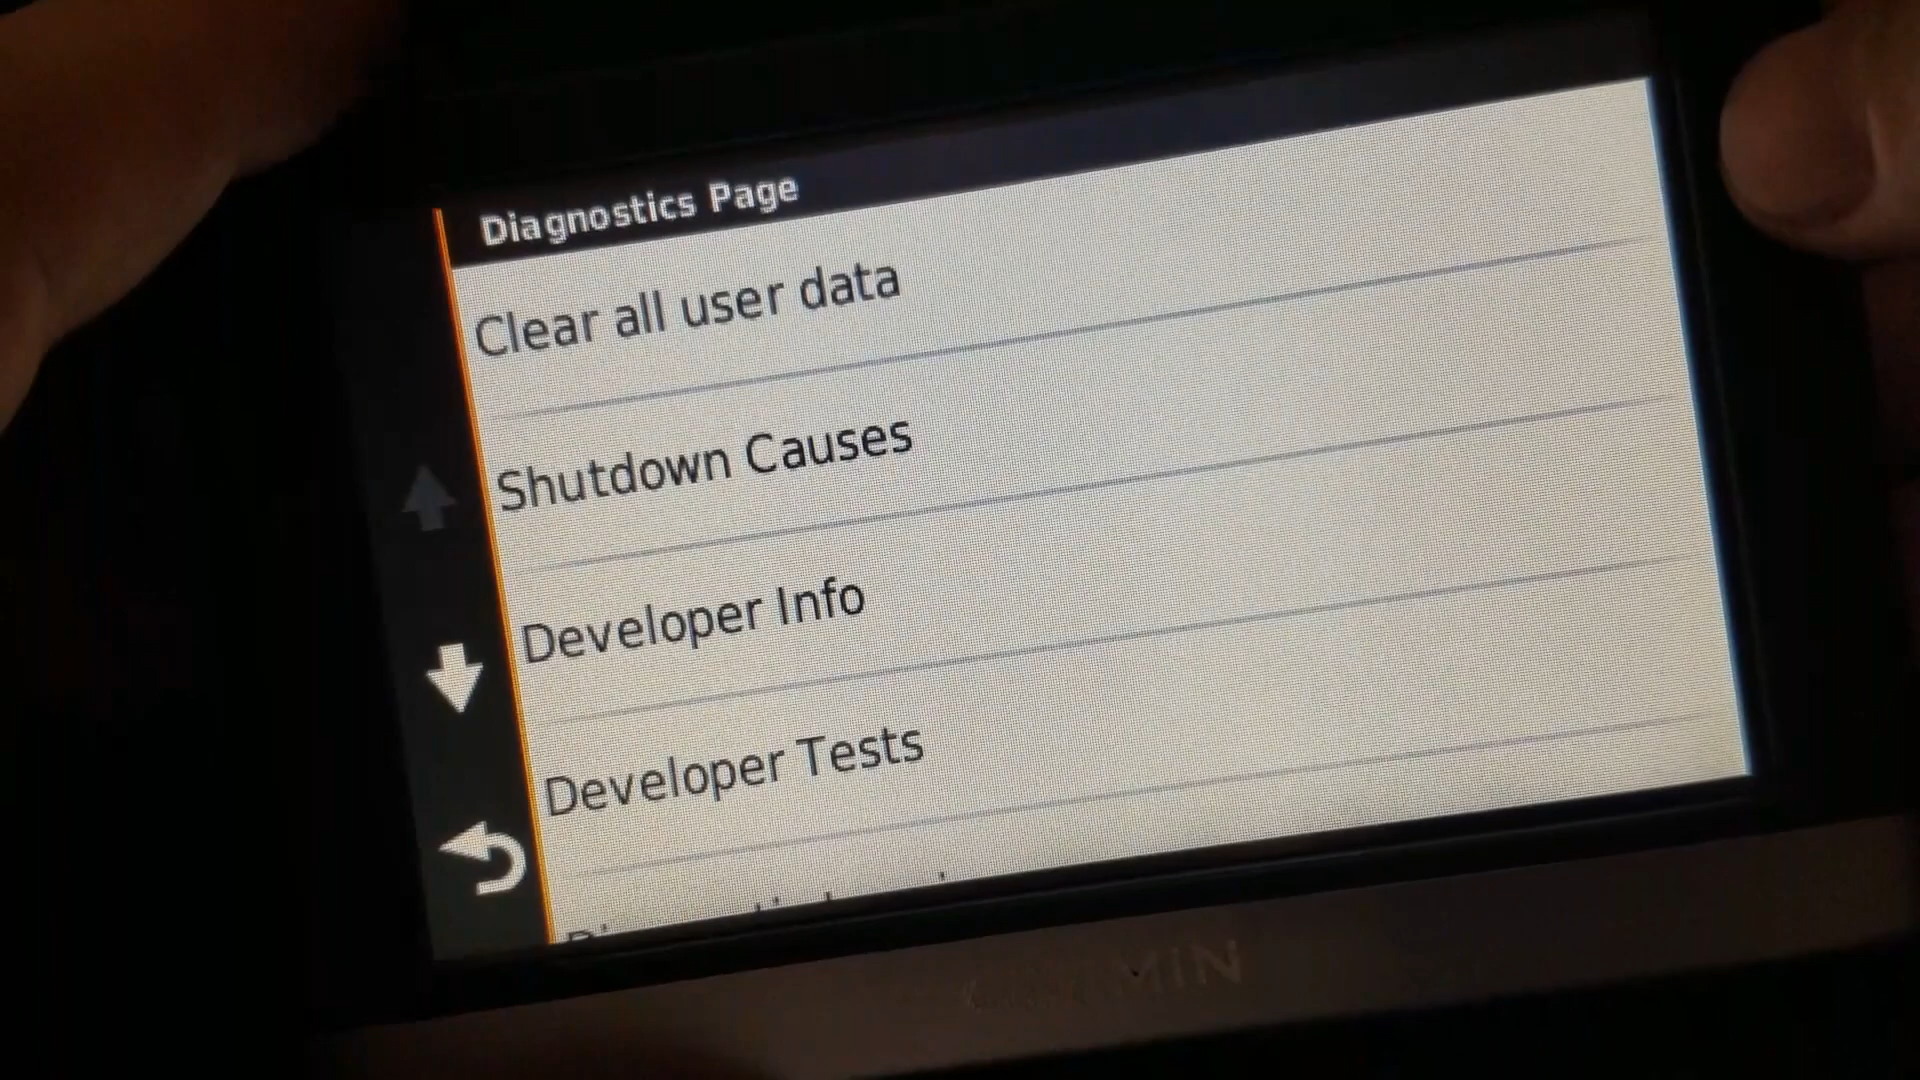 Diagnostics Page
Clear all user data
Shutdown Causes
Developer Info
Developer Tests